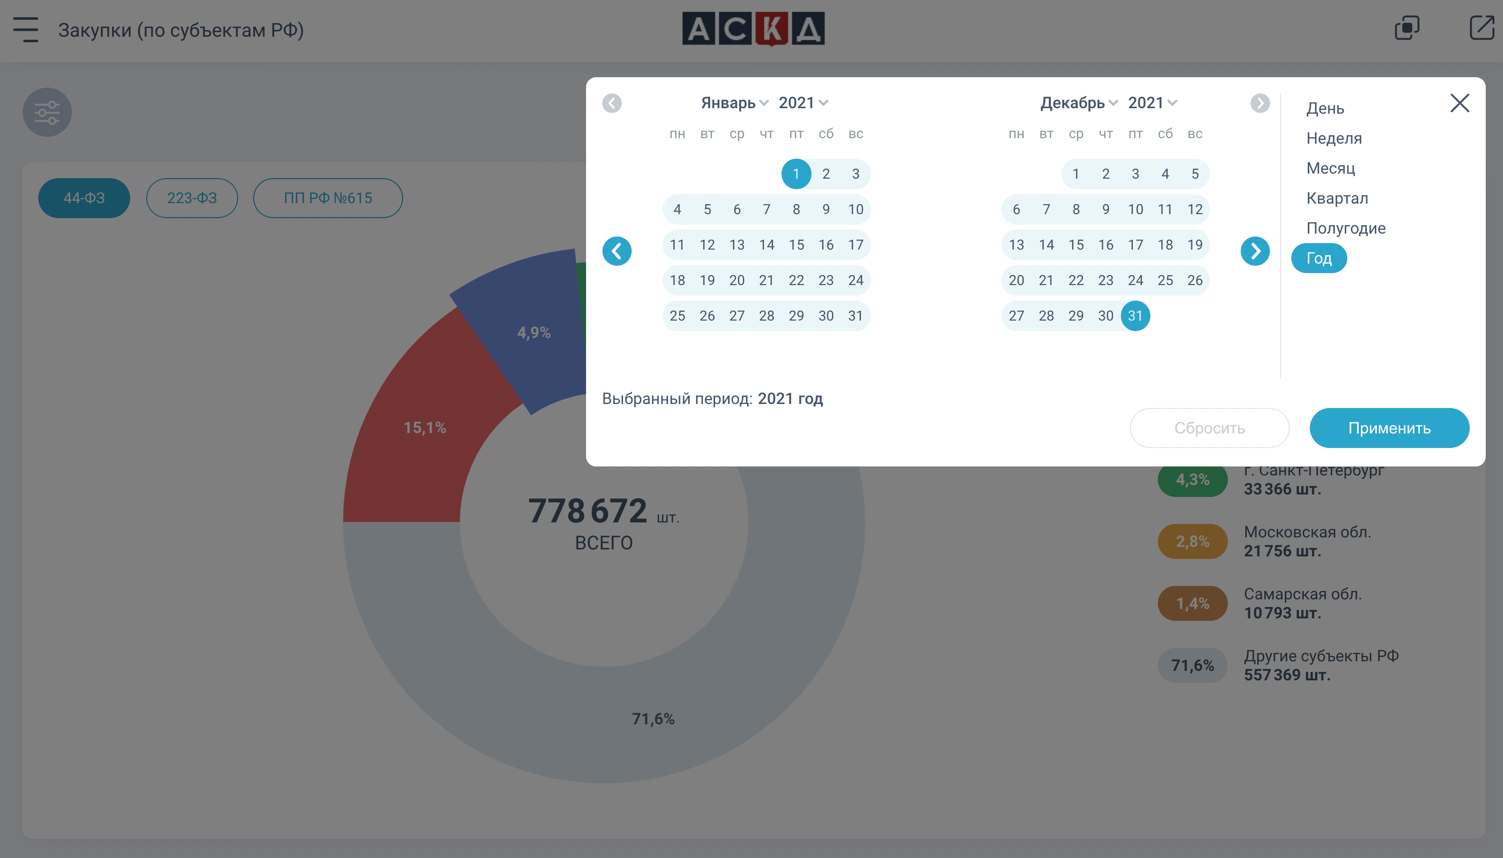 Закупки (по субъектам РФ)
АСКД
Январь 2021
Декабрь 2021
пн вт ср чт пт сб вс
пн вт ср чт пт сб вс
1 2 3
4 5 6 7 8 9 10
11 12 13 14 15 16 17
18 19 20 21 22 23 24
25 26 27 28 29 30 31
1 2 3 4 5
6 7 8 9 10 11 12
13 14 15 16 17 18 19
20 21 22 23 24 25 26
27 28 29 30 31
День
Неделя
Месяц
Квартал
Полугодие
Год
Выбранный период: 2021 год
Сбросить
Применить
44-ФЗ
223-ФЗ
ПП РФ №615
4,9%
15,1%
71,6%
778 672 шт.
ВСЕГО
4,3%
г. Санкт-Петербург
33 366 шт.
2,8%
Московская обл.
21 756 шт.
1,4%
Самарская обл.
10 793 шт.
71,6%
Другие субъекты РФ
557 369 шт.